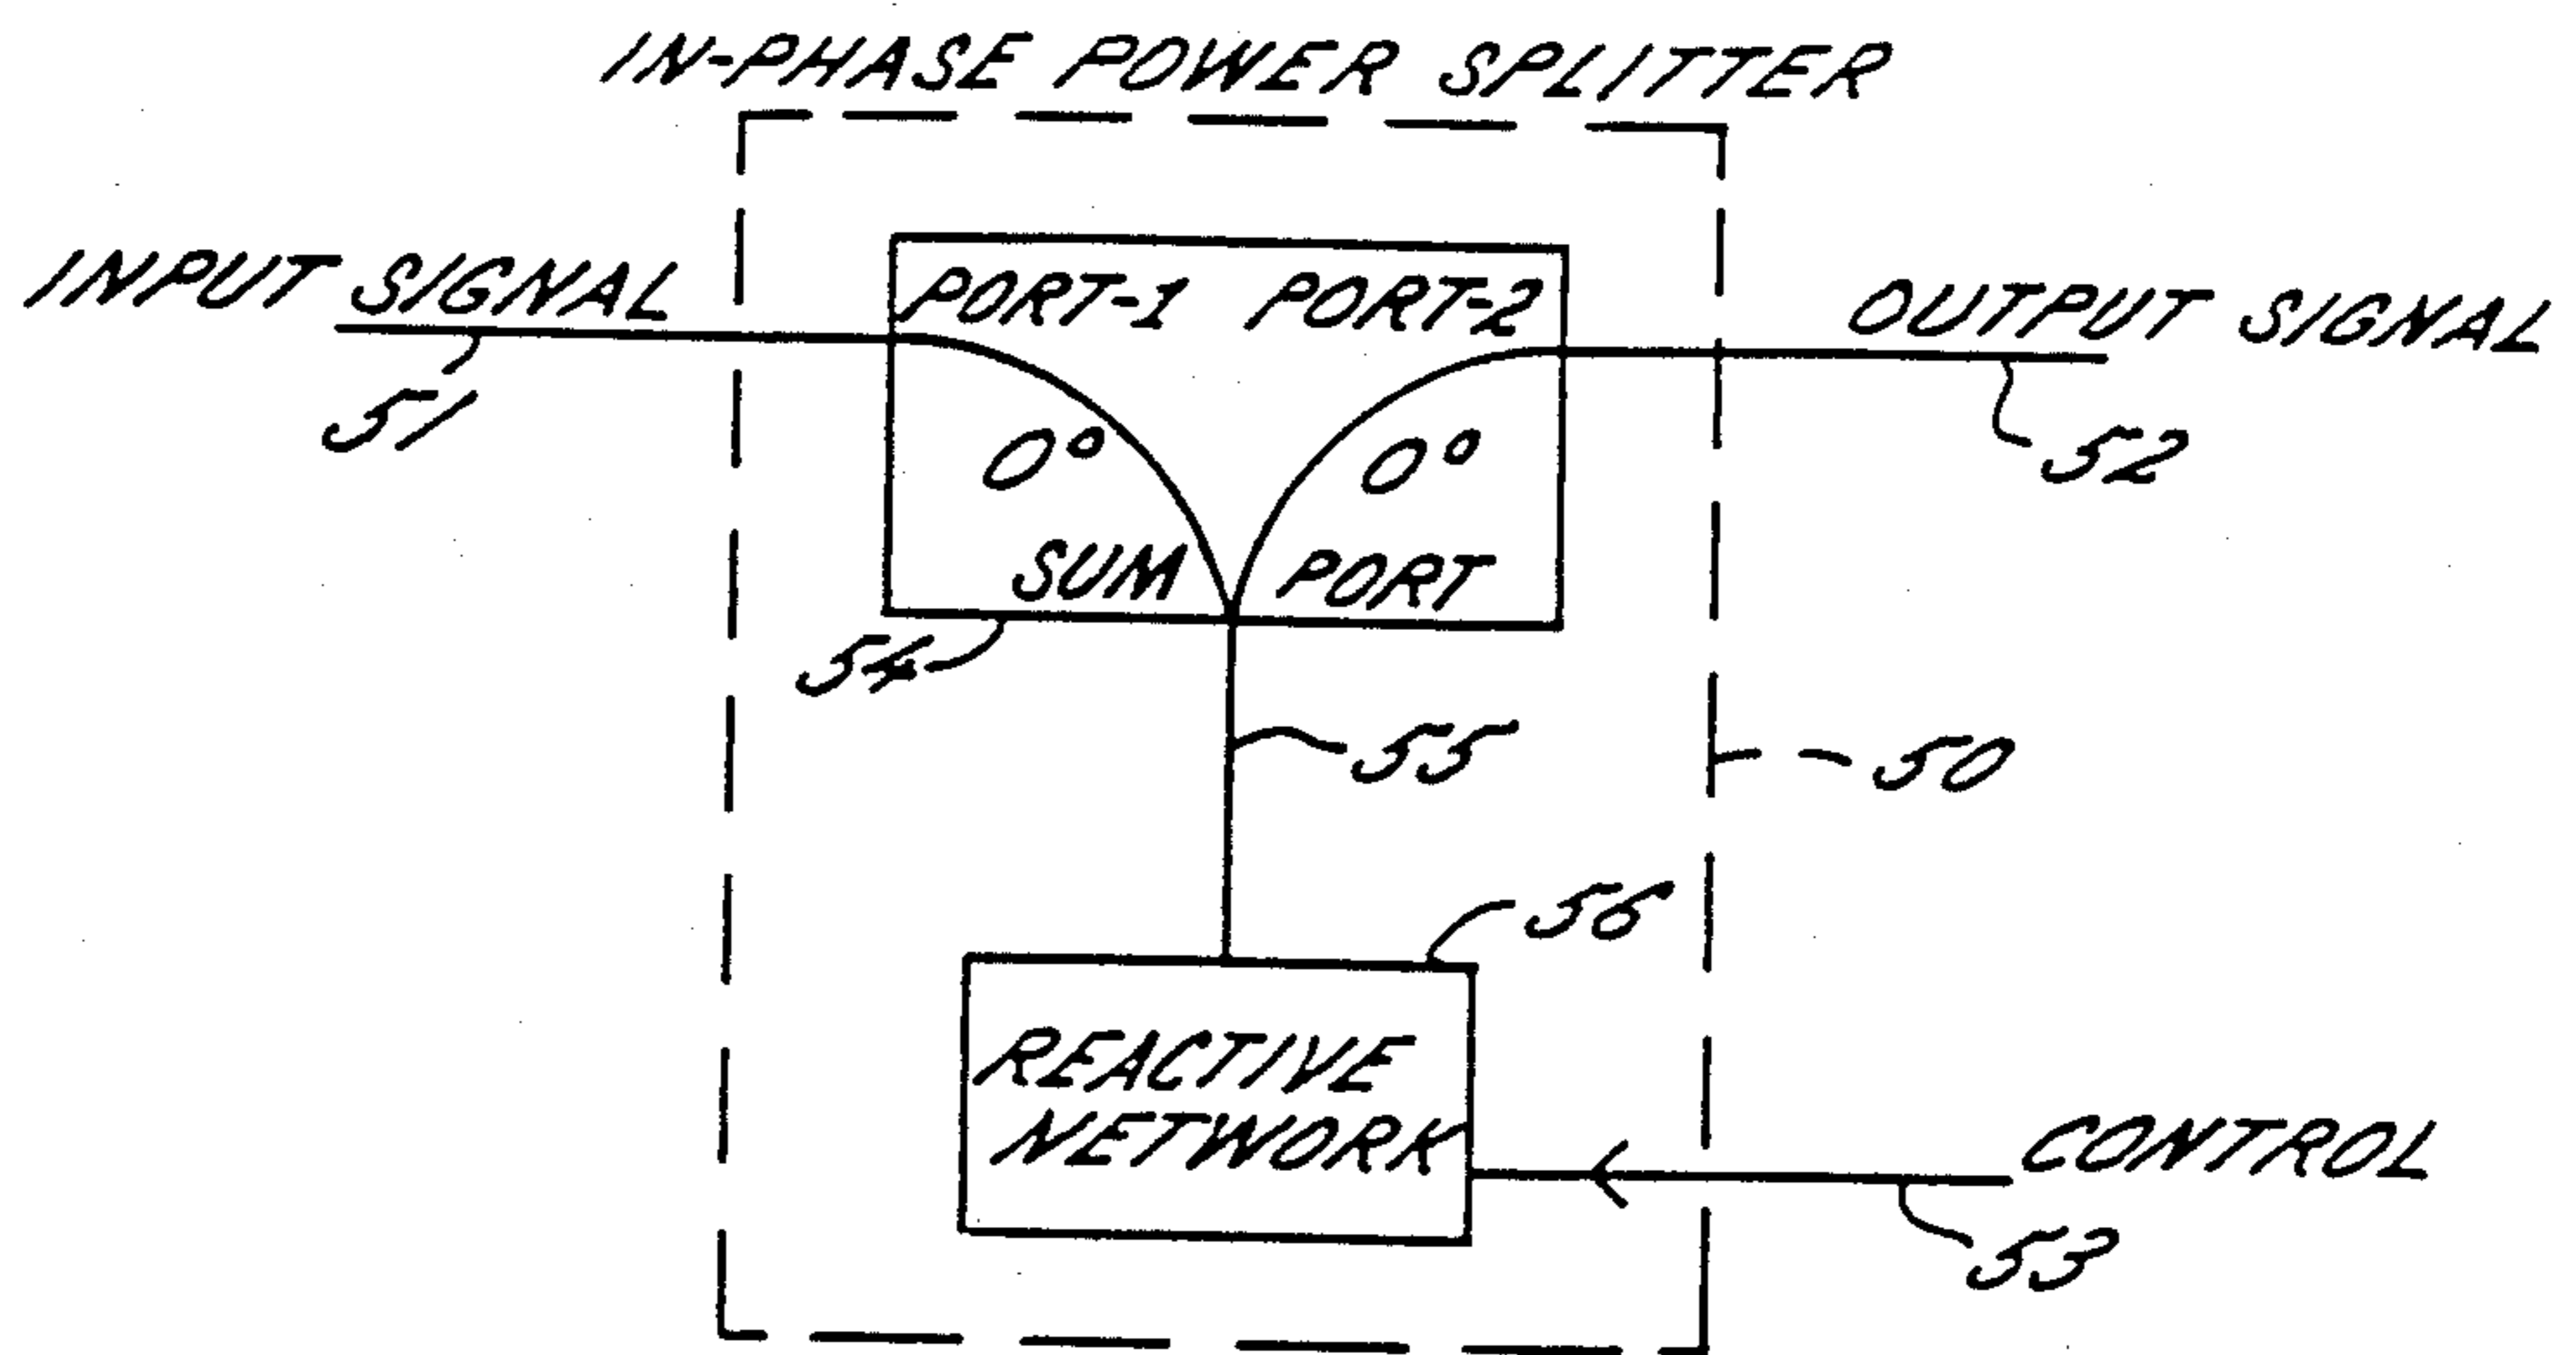 IN-PHASE POWER SPLITTER
INPUT SIGNAL
PORT-1 PORT-2
OUTPUT SIGNAL
51
0° 0°
52
SUM PORT
54
55
50
56
REACTIVE
NETWORK
CONTROL
53